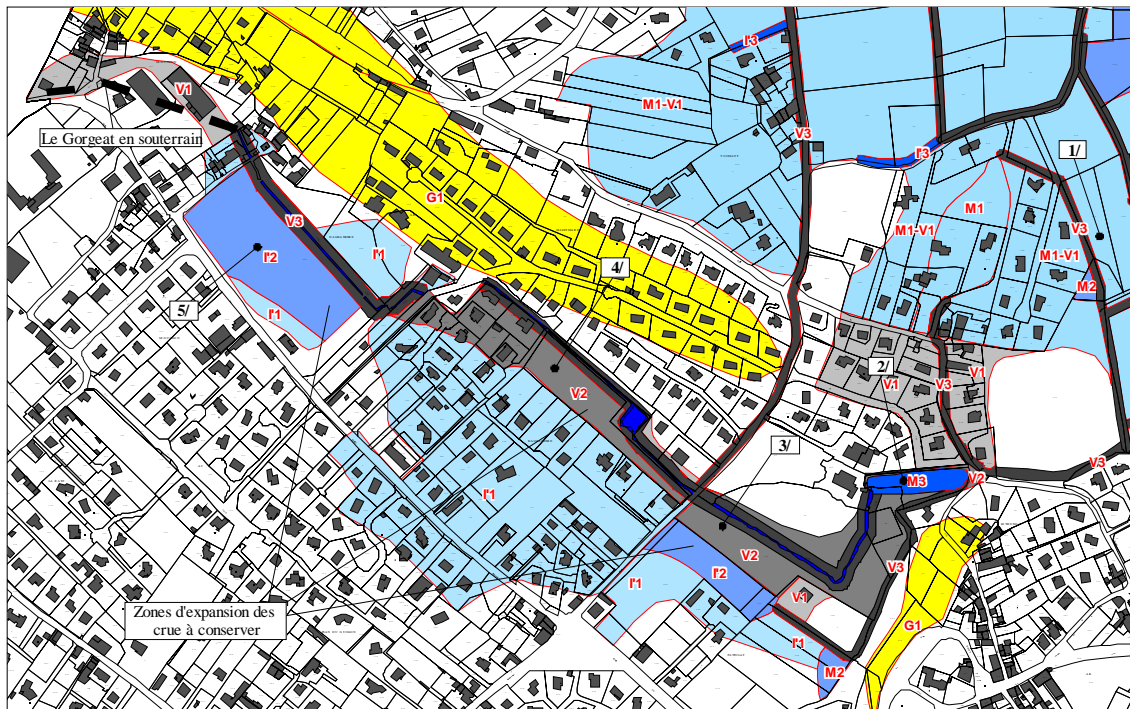 I'3
V1
M1-V1
V3
Le Gorgeat en souterrain
I'3
1/
M1
G1
V3
M1-V1
V3
I'1
M1-V1
I'2
4/
M2
5/
I'1
2/
V1
V3
V1
V2
3/
V3
I'1
M3
V2
V2
I'2
V3
I'1
V1
Zones d'expansion des
crue à conserver
G1
I'1
M2